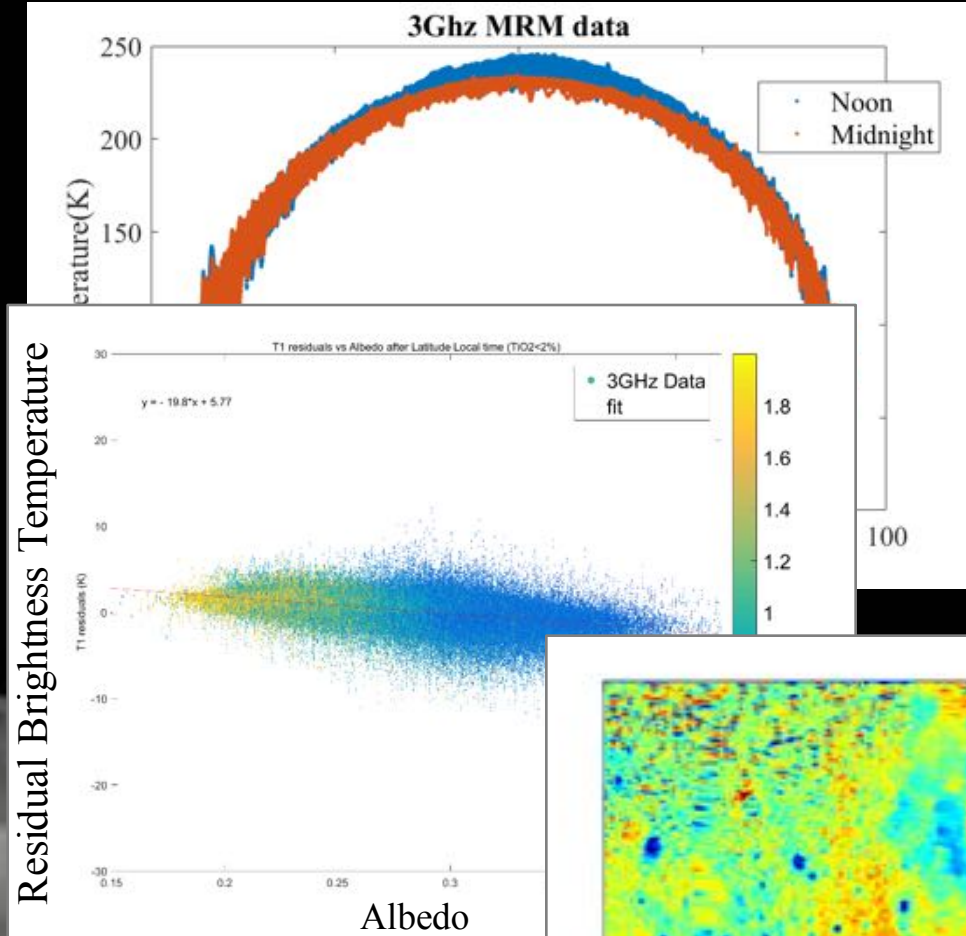 3Ghz MRM data
250
200
150
erature(K)
Noon
Midnight
100
T1 residuals vs Albedo after Latitude Local time (TiO2<2%)
y = - 19.8*x + 5.77
3GHz Data
fit
30
20
10
0
-10
-20
-30
T1 residuals (K)
Residual Brightness Temperature
0.15
0.2
0.25
0.3
Albedo
1.8
1.6
1.4
1.2
1